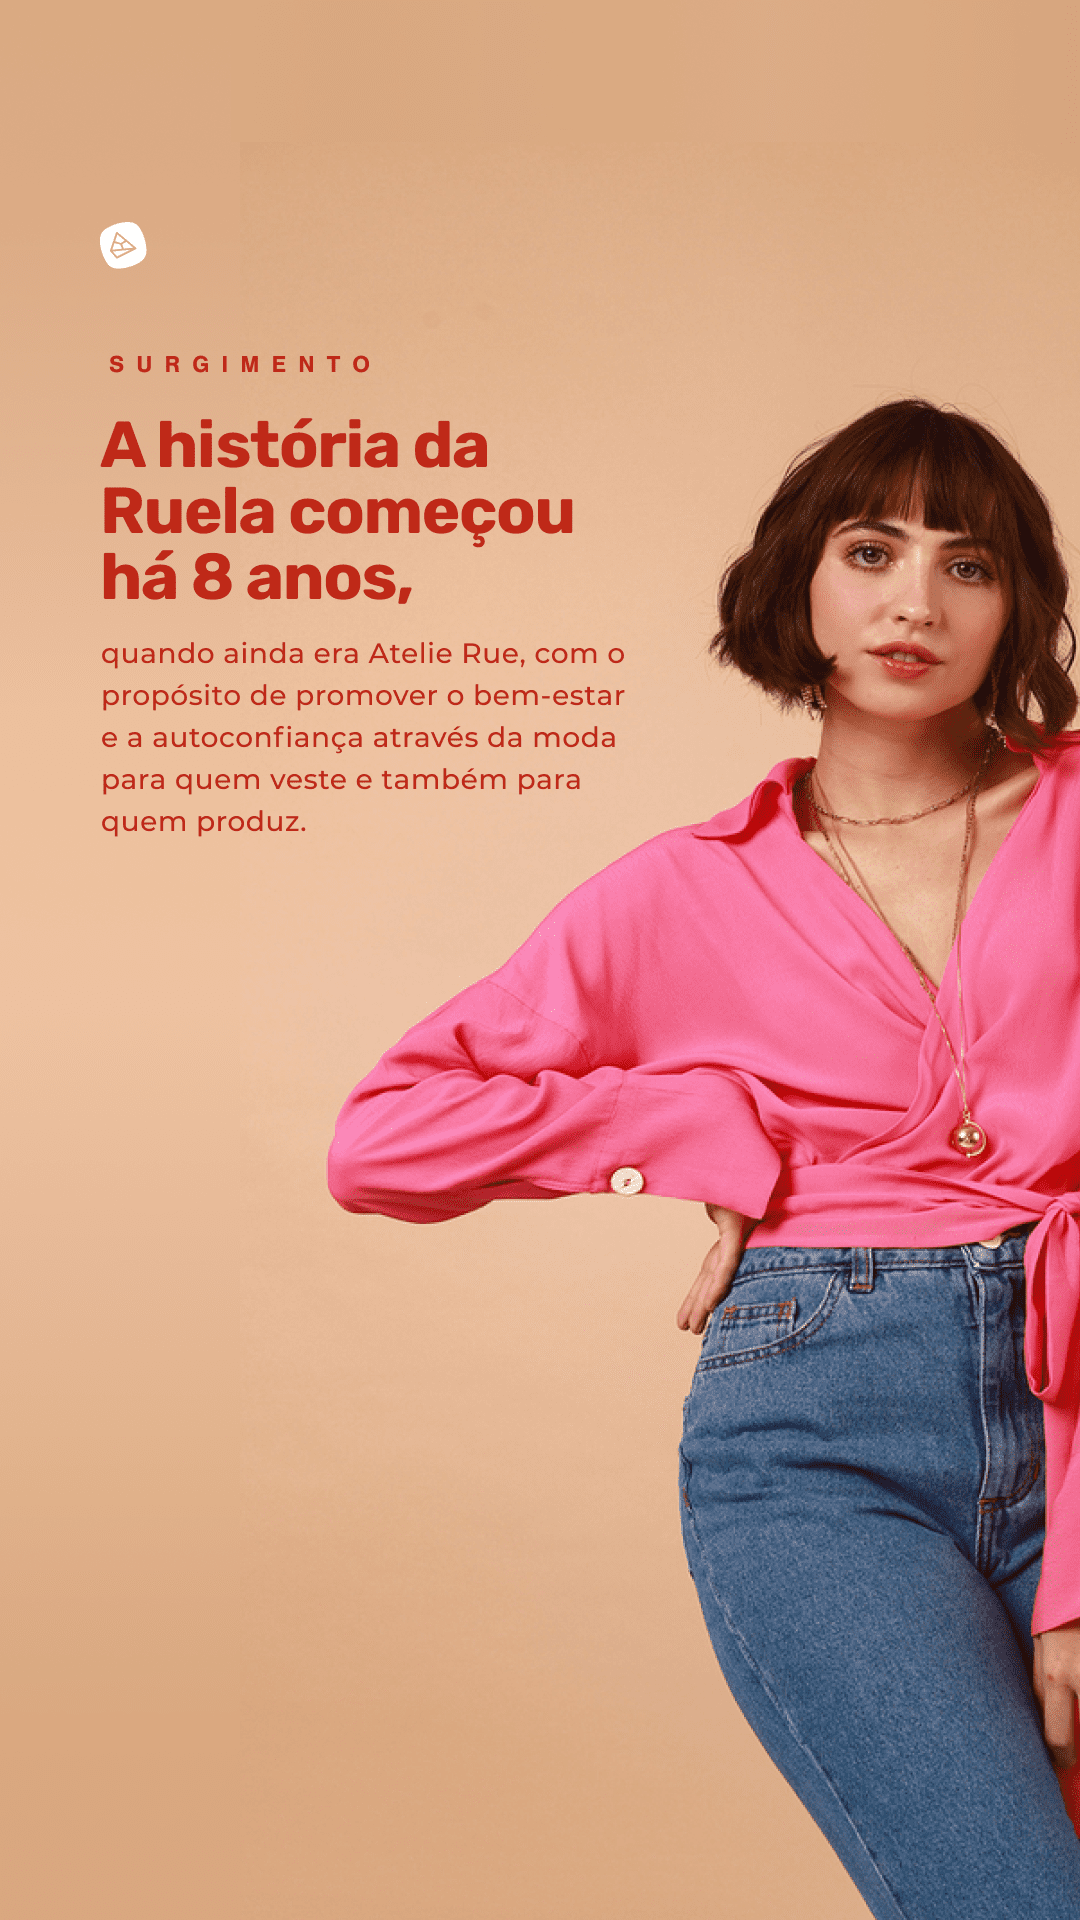 SURGIMENTO
A história da
Ruela começou
há 8 anos,
quando ainda era Atelie Rue, com o
propósito de promover o bem-estar
e a autoconfiança através da moda
para quem veste e também para
quem produz.